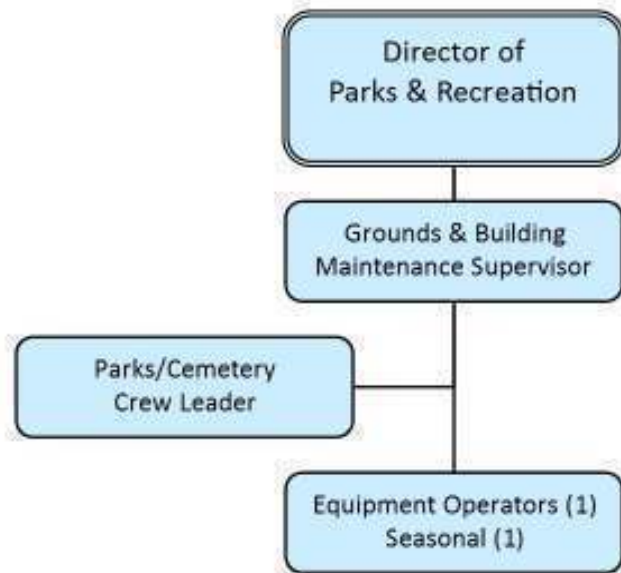 Director of
Parks & Recreation
Grounds & Building
Maintenance Supervisor
Parks/Cemetery
Crew Leader
Equipment Operators (1)
Seasonal (1)